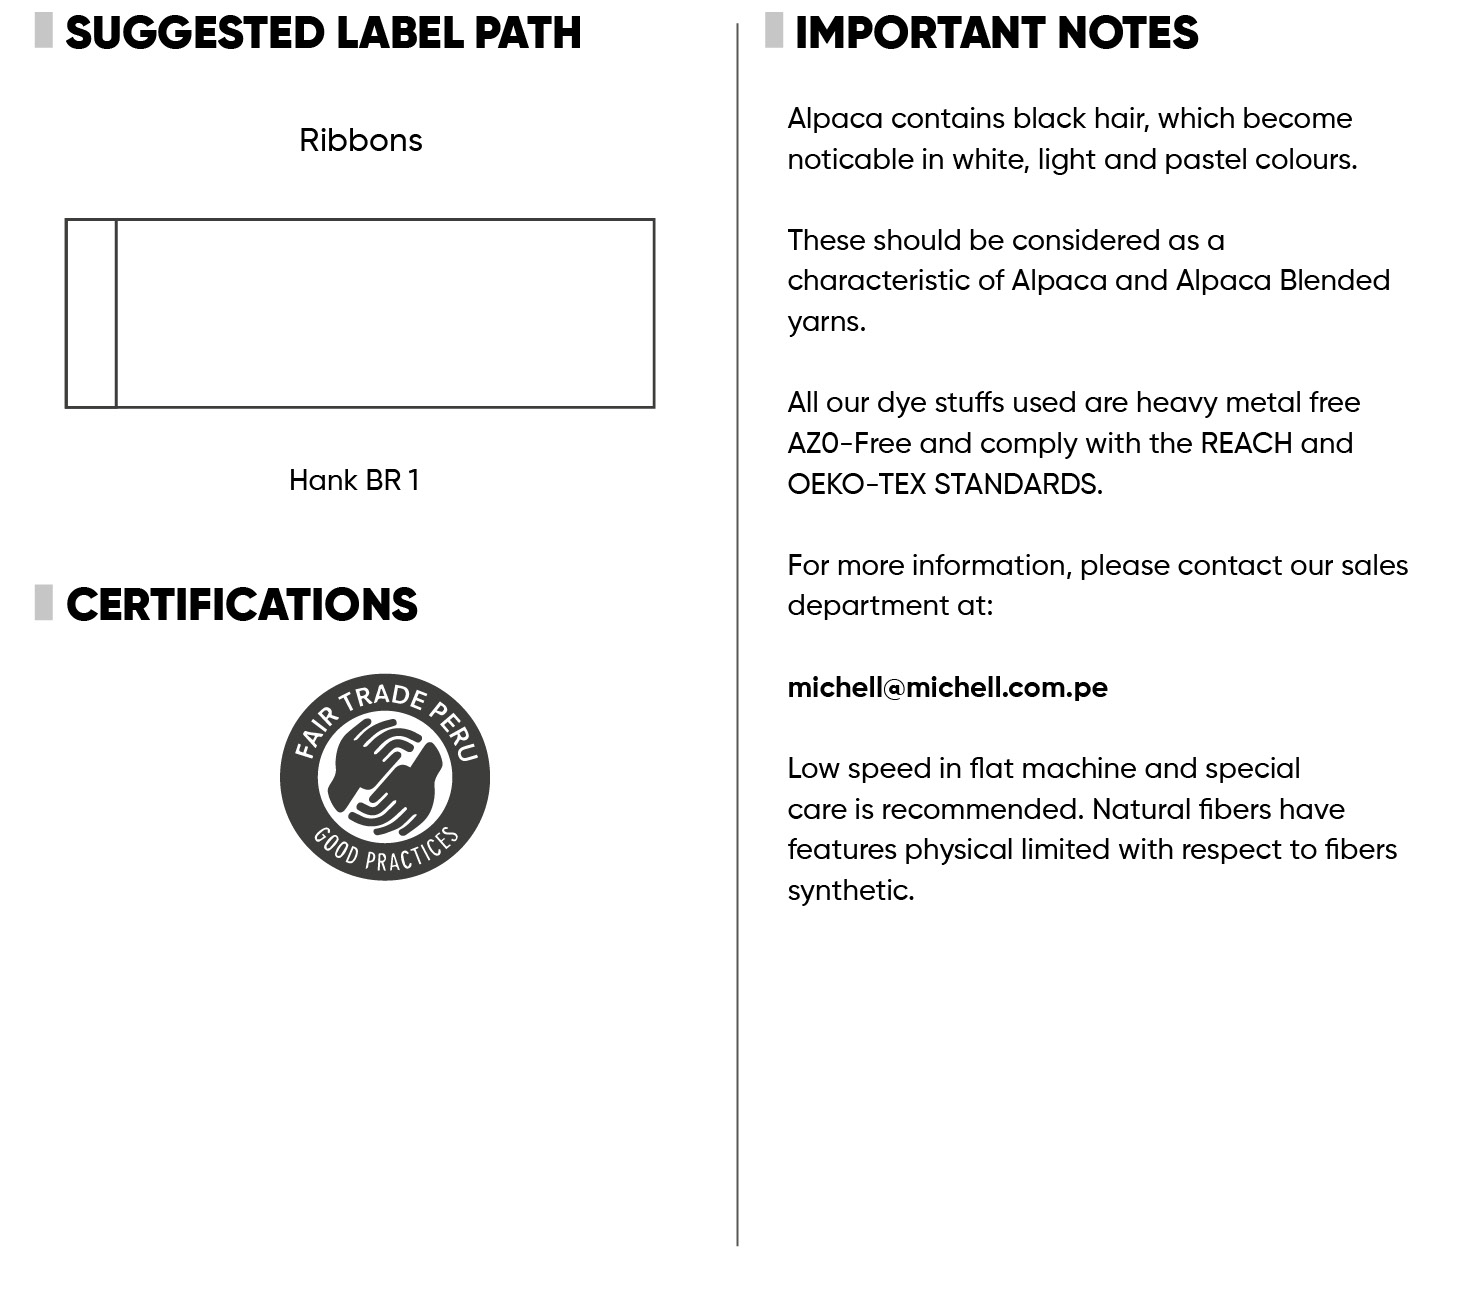 SUGGESTED LABEL PATH
Ribbons
Hank BR 1
CERTIFICATIONS
FAIR TRADE PERU
GOOD PRACTICES
IMPORTANT NOTES
Alpaca contains black hair, which become
noticable in white, light and pastel colours.
These should be considered as a
characteristic of Alpaca and Alpaca Blended
yarns.
All our dye stuffs used are heavy metal free
AZ0-Free and comply with the REACH and
OEKO-TEX STANDARDS.
For more information, please contact our sales
department at:
michell@michell.com.pe
Low speed in flat machine and special
care is recommended. Natural fibers have
features physical limited with respect to fibers
synthetic.